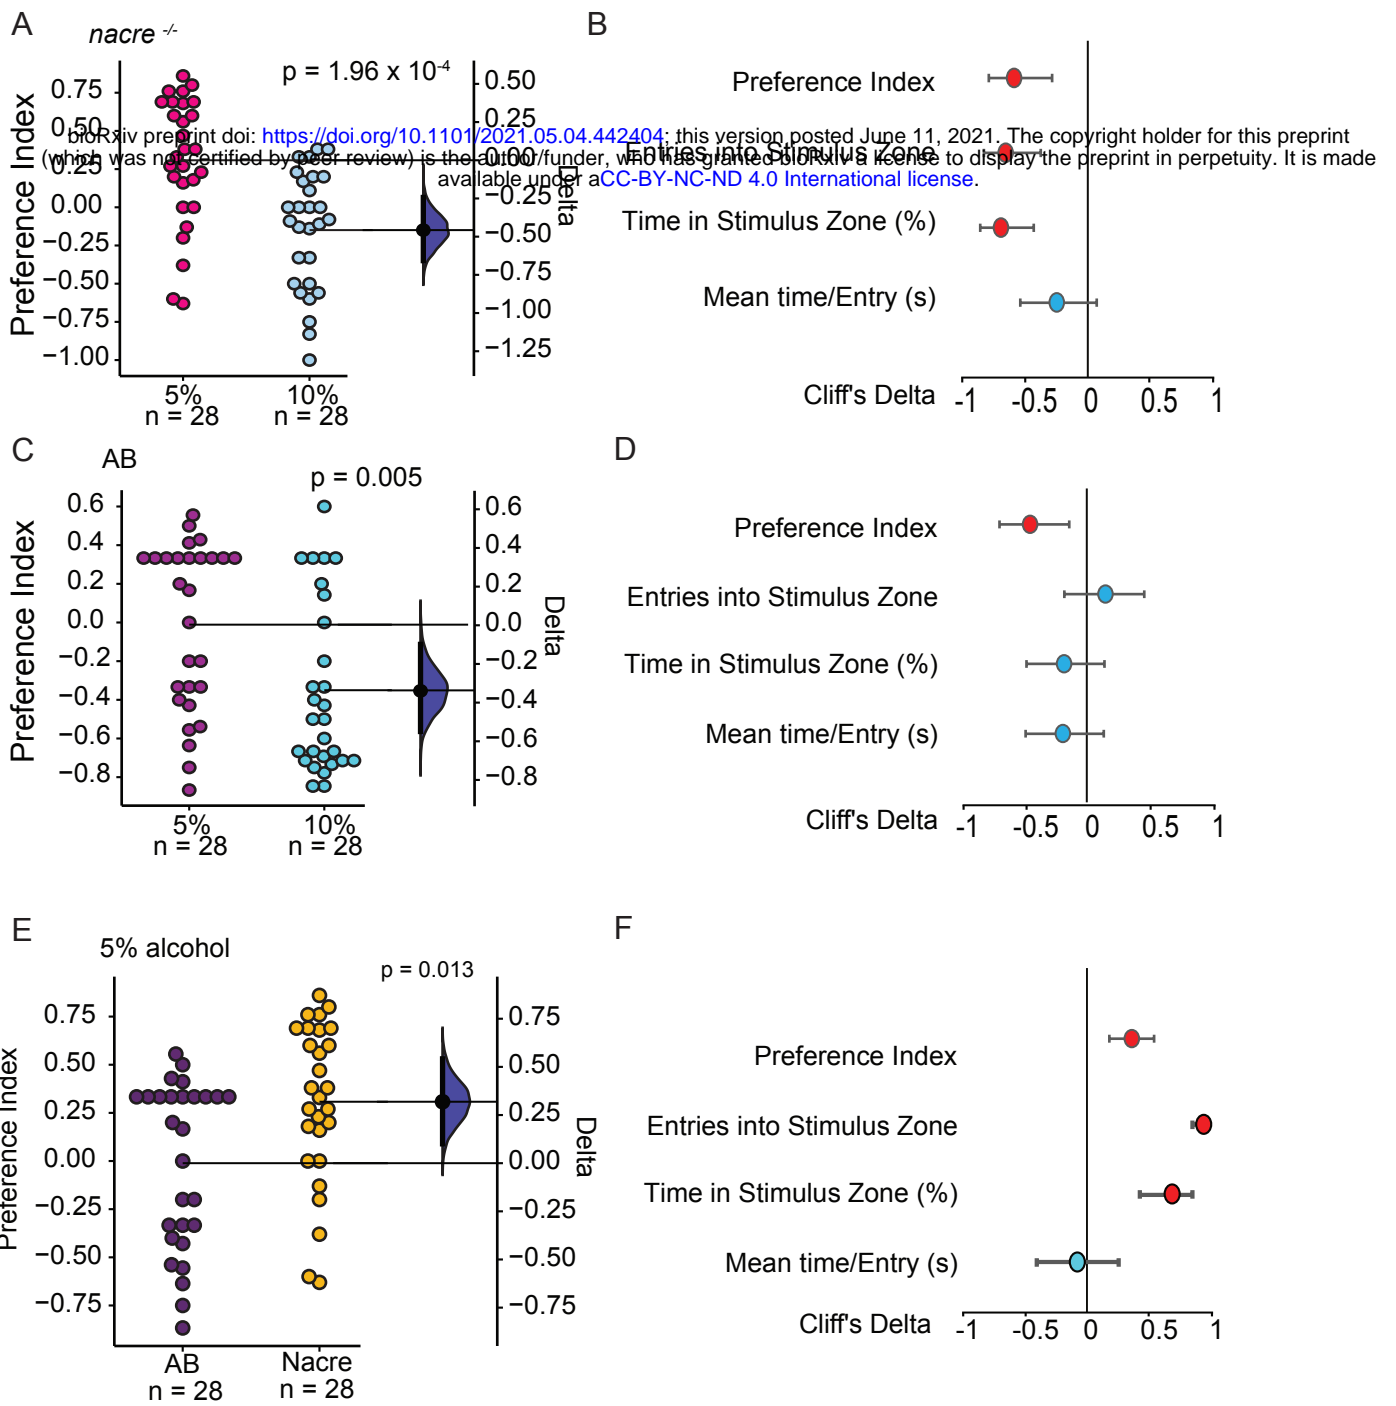 A
nacre -/-
p = 1.96 x 10-4
Preference Index
0.75
0.50
0.25
0.00
−0.25
−0.50
−0.75
−1.00
5%
n = 28
10%
n = 28
0.50
0.25
0.00
−0.25
−0.50
−0.75
−1.00
−1.25
Delta
B
Preference Index
Entries into Stimulus Zone
Time in Stimulus Zone (%)
Mean time/Entry (s)
Cliff's Delta
-1 -0.5 0 0.5 1
bioRxiv preprint doi: https://doi.org/10.1101/2021.05.04.442404; this version posted June 11, 2021. The copyright holder for this preprint
(which was not certified by peer review) is the author/funder, who has granted bioRxiv a license to display the preprint in perpetuity. It is made
available under aCC-BY-NC-ND 4.0 International license.
C
AB
p = 0.005
Preference Index
0.6
0.4
0.2
0.0
−0.2
−0.4
−0.6
−0.8
5%
n = 28
10%
n = 28
0.6
0.4
0.2
0.0
−0.2
−0.4
−0.6
−0.8
Delta
D
Preference Index
Entries into Stimulus Zone
Time in Stimulus Zone (%)
Mean time/Entry (s)
Cliff's Delta
-1 -0.5 0 0.5 1
E
5% alcohol
p = 0.013
Preference Index
0.75
0.50
0.25
0.00
−0.25
−0.50
−0.75
AB
n = 28
Nacre
n = 28
0.75
0.50
0.25
0.00
−0.25
−0.50
−0.75
Delta
F
Preference Index
Entries into Stimulus Zone
Time in Stimulus Zone (%)
Mean time/Entry (s)
Cliff's Delta
-1 -0.5 0 0.5 1